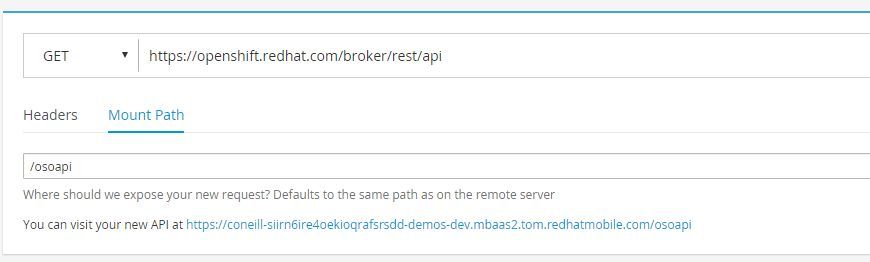 GET https://openshift.redhat.com/broker/rest/api
Headers Mount Path
/osoapi
Where should we expose your new request? Defaults to the same path as on the remote server
You can visit your new API at https://coneill-siirn6ire4oekioqrafsrsdd-demos-dev.mbaas2.tom.redhatmobile.com/osoapi